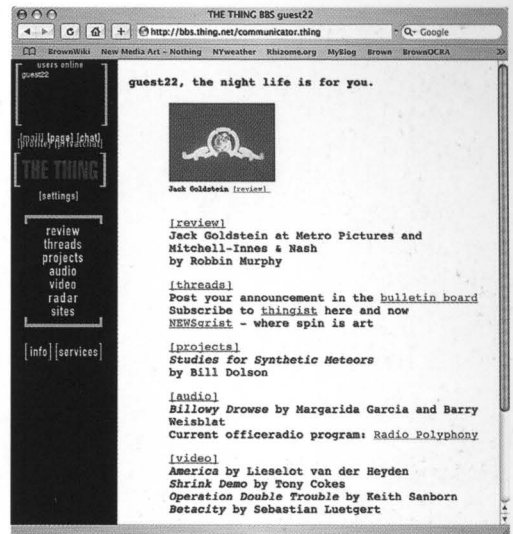 THE THING BBS guest22
http://bbs.thing.net/communicator.thing
Google
BrownWiki New Media Art – Nothing NYweather Rhizome.org MyBlog Brown BrownOCRA
users online
guest22
[mail] [page] [chat]
[profile] [privatechat]
THE THING
[settings]
review
threads
projects
audio
video
radar
sites
[info] [services]
guest22, the night life is for you.
Jack Goldstein [review]
[review]
Jack Goldstein at Metro Pictures and
Mitchell-Innes & Nash
by Robbin Murphy
[threads]
Post your announcement in the bulletin board
Subscribe to thingist here and now
NEWSgrist – where spin is art
[projects]
Studies for Synthetic Meteors
by Bill Dolson
[audio]
Billowy Drowse by Margarida Garcia and Barry
Weisblat
Current officeradio program: Radio Polyphony
[video]
America by Lieselot van der Heyden
Shrink Demo by Tony Cokes
Operation Double Trouble by Keith Sanborn
Betacity by Sebastian Luetgert